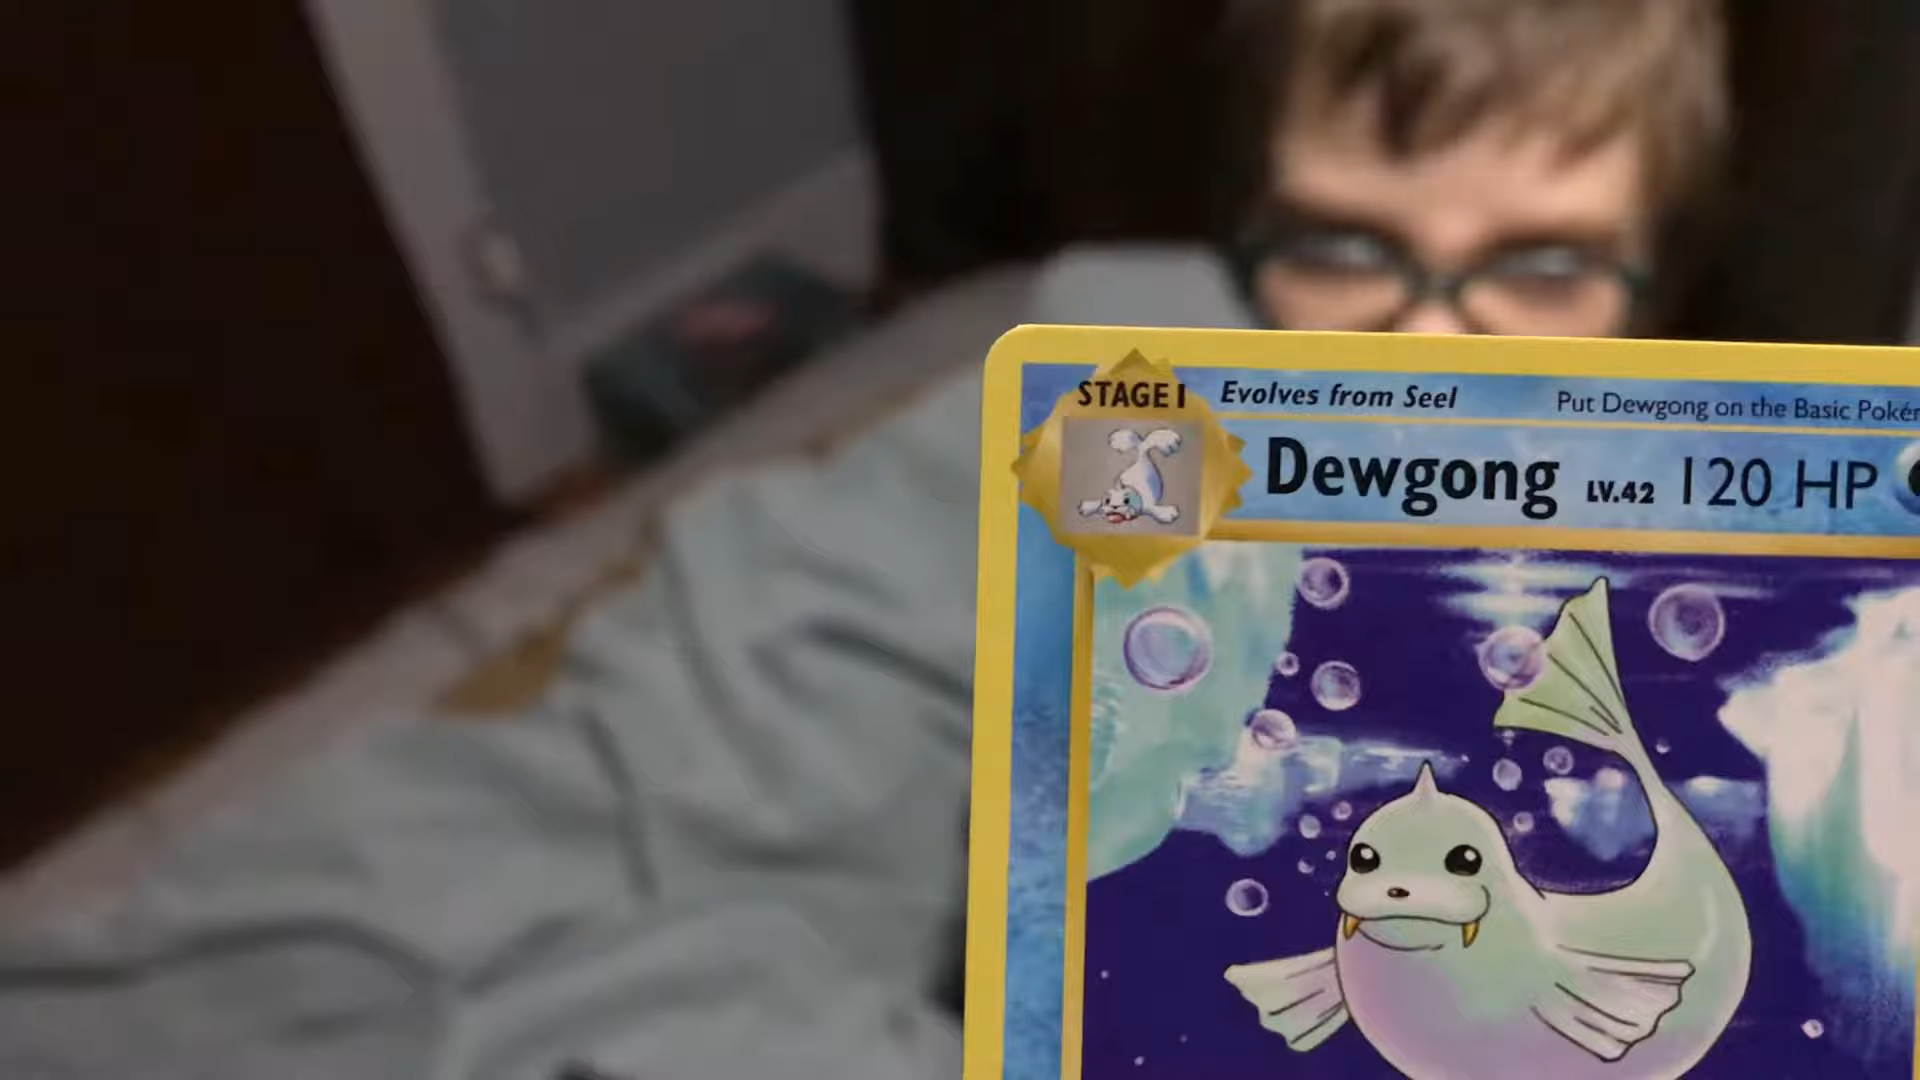 STAGE 1 Evolves from Seel Put Dewgong on the Basic
Dewgong LV.42 120 HP